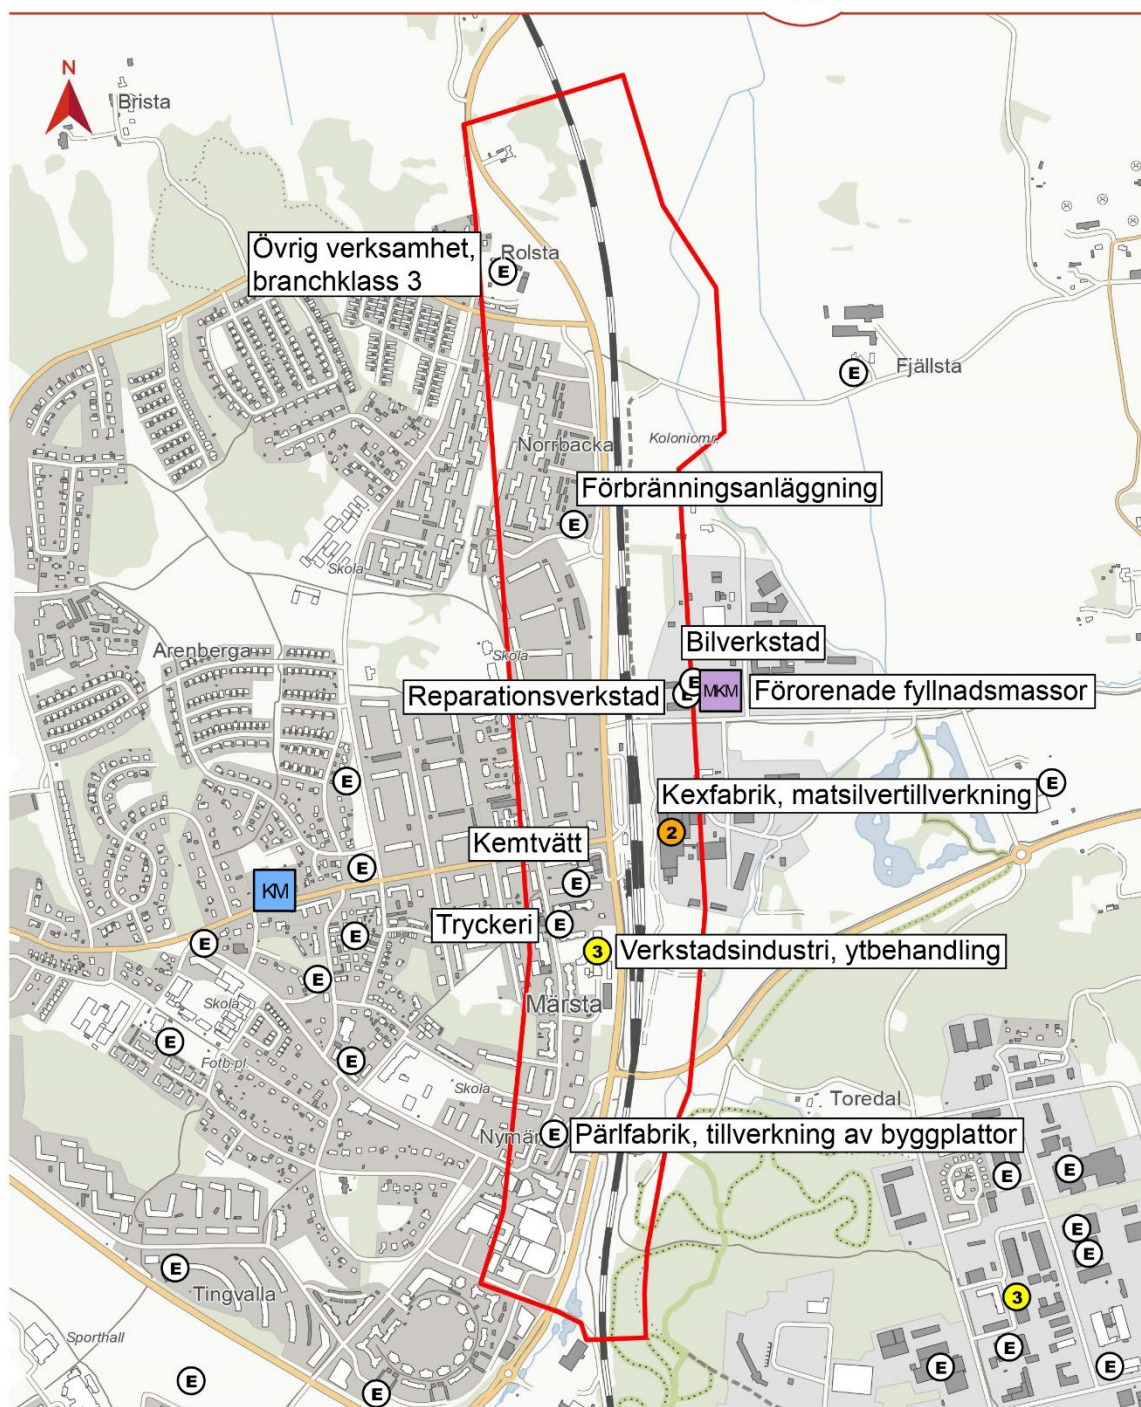 N
Brista
Övrig verksamhet,
branchklass 3
Rolsta
E
Fjällsta
E
Koloniomr.
Norrbacka
Förbränningsanläggning
E
Skola
Bilverkstad
Arenberga
Skola
Reparationsverkstad
E
E
MKM
Förorenade fyllnadsmassor
E
E
Kexfabrik, matsilvertillverkning
2
Kemtvätt
E
E
KM
Tryckeri
E
E
E
3
Verkstadsindustri, ytbehandling
E
Skola
Märsta
E
E
Fotb.pl.
Skola
Toredal
Nymär
E
Pärlfabrik, tillverkning av byggplattor
E
E
E
E
E
Tingvalla
3
Sporthall
E
E
E
E
E